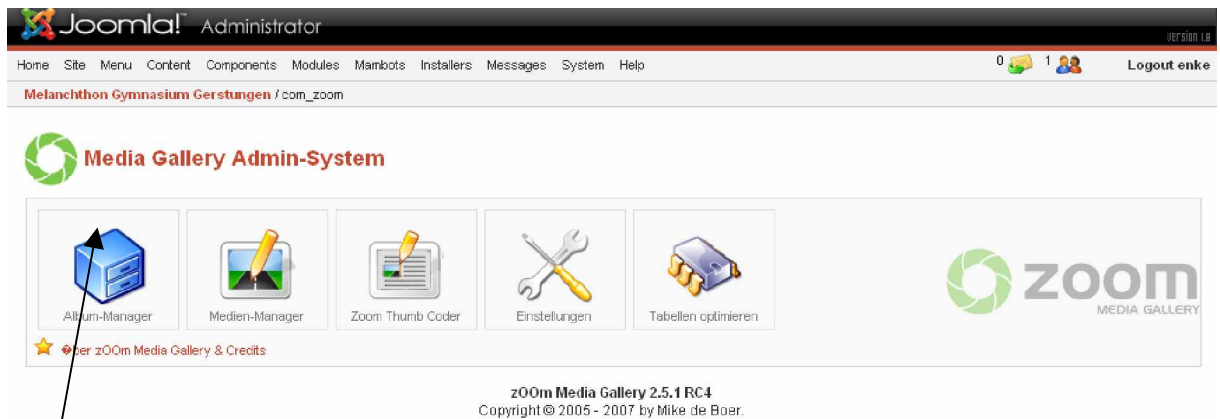 Joomla!™ Administrator
version 1.0
Home Site Menu Content Components Modules Mambots Installers Messages System Help 0 1 Logout enke
Melanchthon Gymnasium Gerstungen / com_zoom
Media Gallery Admin-System
Album-Manager Medien-Manager Zoom Thumb Coder Einstellungen Tabellen optimieren
zoom
MEDIA GALLERY
�ber zOOm Media Gallery & Credits
zOOm Media Gallery 2.5.1 RC4
Copyright © 2005 - 2007 by Mike de Boer.